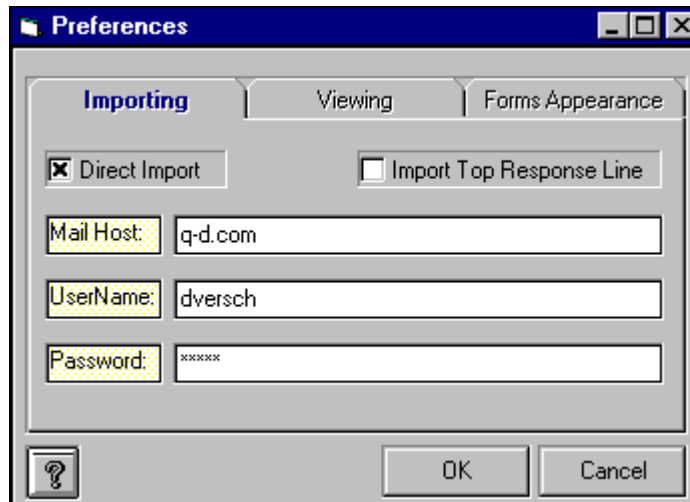 Preferences
Importing Viewing Forms Appearance
Direct Import Import Top Response Line
Mail Host: q-d.com
UserName: dversch
Password: *****
? OK Cancel